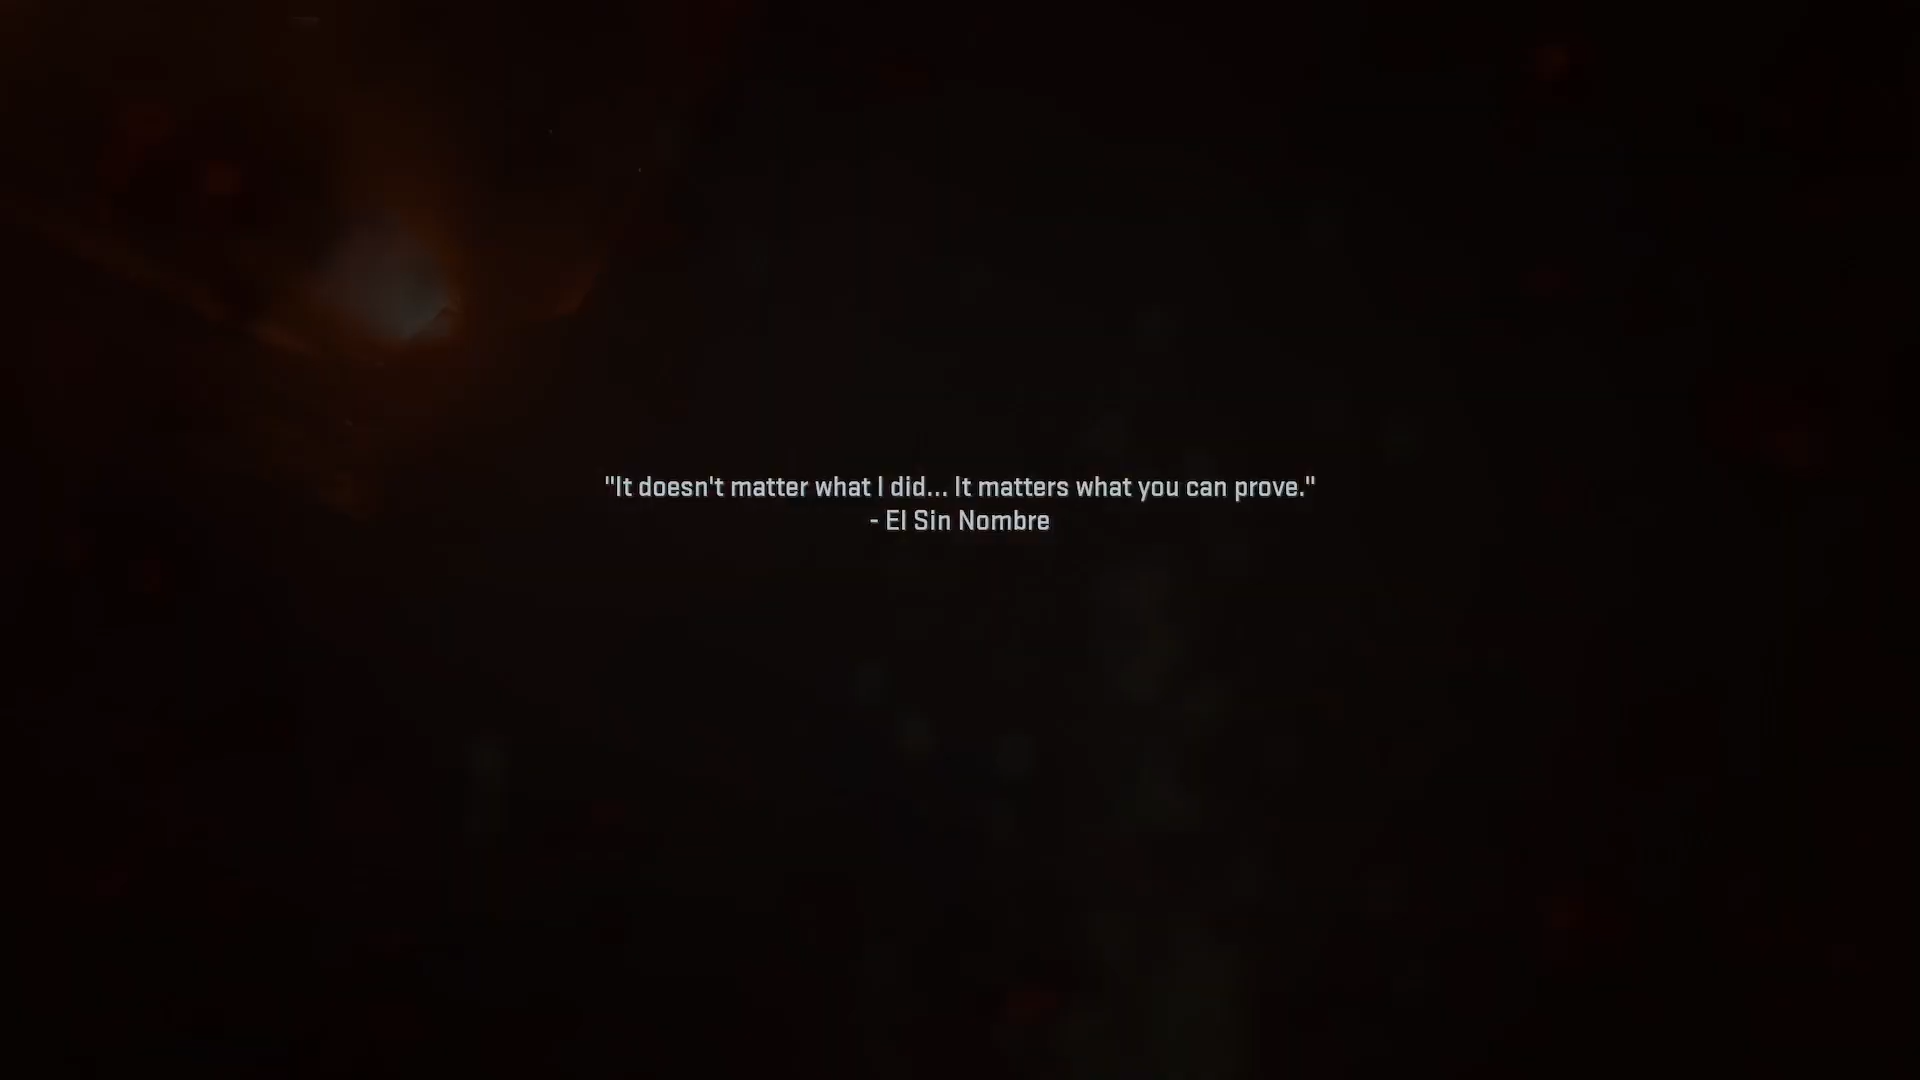 "It doesn't matter what I did... It matters what you can prove."
- El Sin Nombre